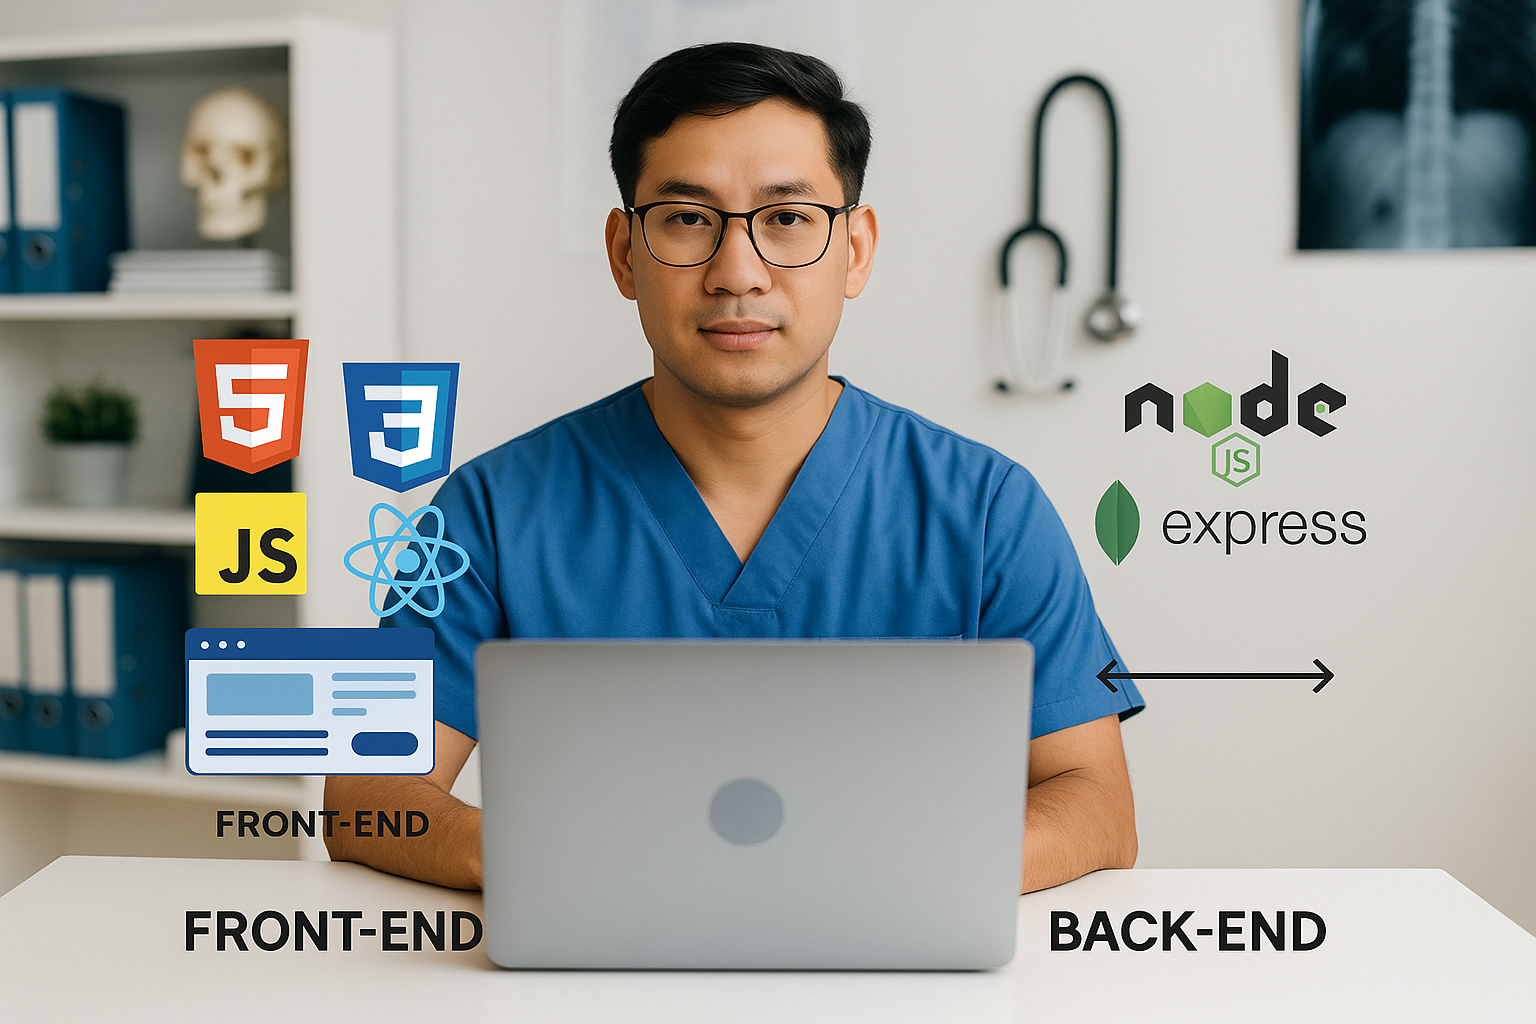 5
3
JS
node
JS
express
FRONT-END
FRONT-END
BACK-END